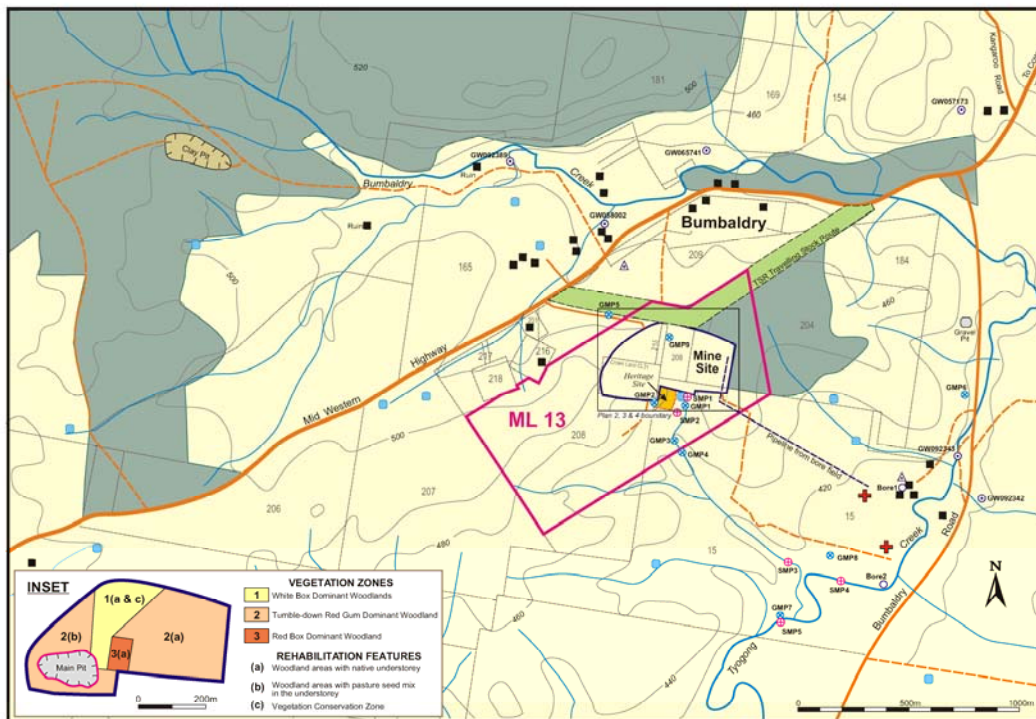 520
500
181
460
169
154
Kangaroo Road
GW057173
Clay Pit
GW065741
Ruin
Bumbaldry
Creek
GW058002
Bumbaldry
Ruin
500
165
209
TSR Travelling Stock Route
184
460
GMP5
204
Gravel
Pit
Highway
216
217
218
GMP9
208
Mine
Site
Heritage
Site
GMP2
SMP1
GMP1
SMP2
Plan 2, 3 & 4 boundary
GMP6
Mid Western
ML 13
500
208
GMP3
GMP4
Pipeline from bore field
GW092343
207
206
480
420
Bore1
GW092342
15
15
Creek
Road
GMP8
SMP3
SMP4
Bore2
GMP7
SMP5
460
440
Tyogong
Bumbaldry
N
0 500m 1000m
INSET
1(a & c)
2(b)
2(a)
3(a)
Main Pit
0 200m
VEGETATION ZONES
1 White Box Dominant Woodlands
2 Tumble-down Red Gum Dominant Woodland
3 Red Box Dominant Woodland
REHABILITATION FEATURES
(a) Woodland areas with native understorey
(b) Woodland areas with pasture seed mix
in the understorey
(c) Vegetation Conservation Zone